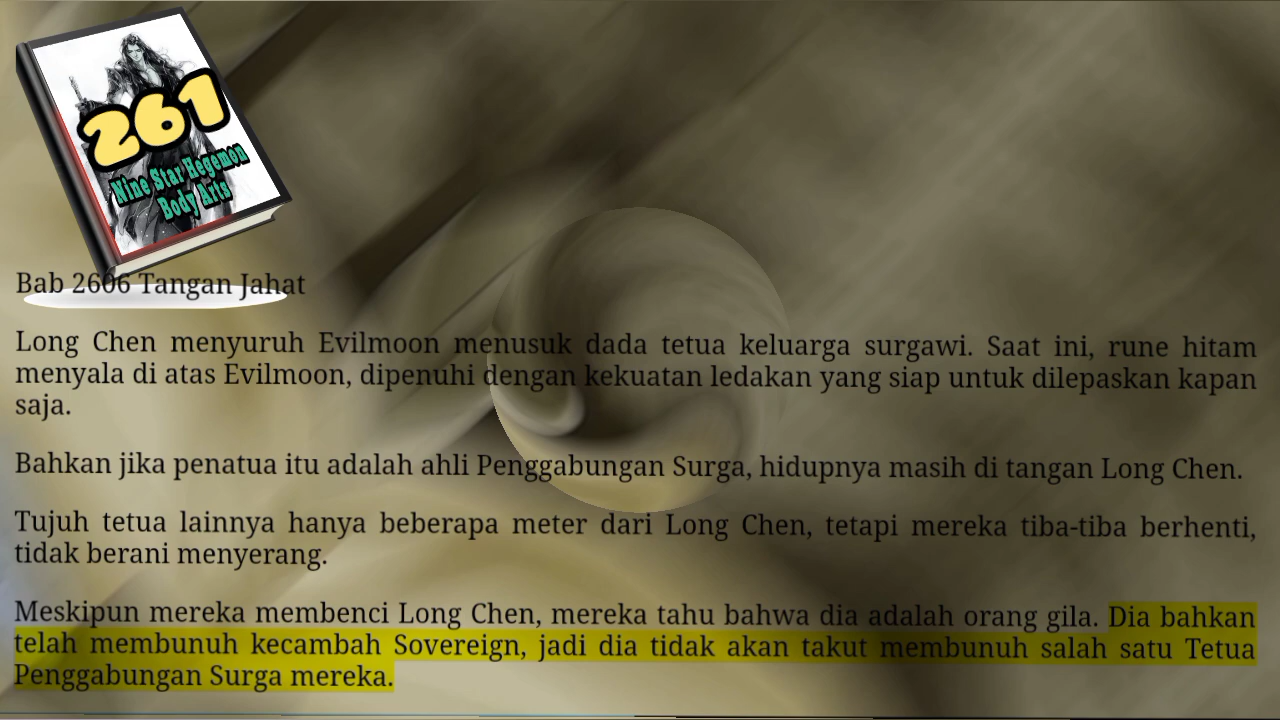 261
Nine Star Hegemon
Body Arts
Bab 2606 Tangan Jahat
Long Chen menyuruh Evilmoon menusuk dada tetua keluarga surgawi. Saat ini, rune hitam
menyala di atas Evilmoon, dipenuhi dengan kekuatan ledakan yang siap untuk dilepaskan kapan
saja.
Bahkan jika penatua itu adalah ahli Penggabungan Surga, hidupnya masih di tangan Long Chen.
Tujuh tetua lainnya hanya beberapa meter dari Long Chen, tetapi mereka tiba-tiba berhenti,
tidak berani menyerang.
Meskipun mereka membenci Long Chen, mereka tahu bahwa dia adalah orang gila. Dia bahkan
telah membunuh kecambah Sovereign, jadi dia tidak akan takut membunuh salah satu Tetua
Penggabungan Surga mereka.